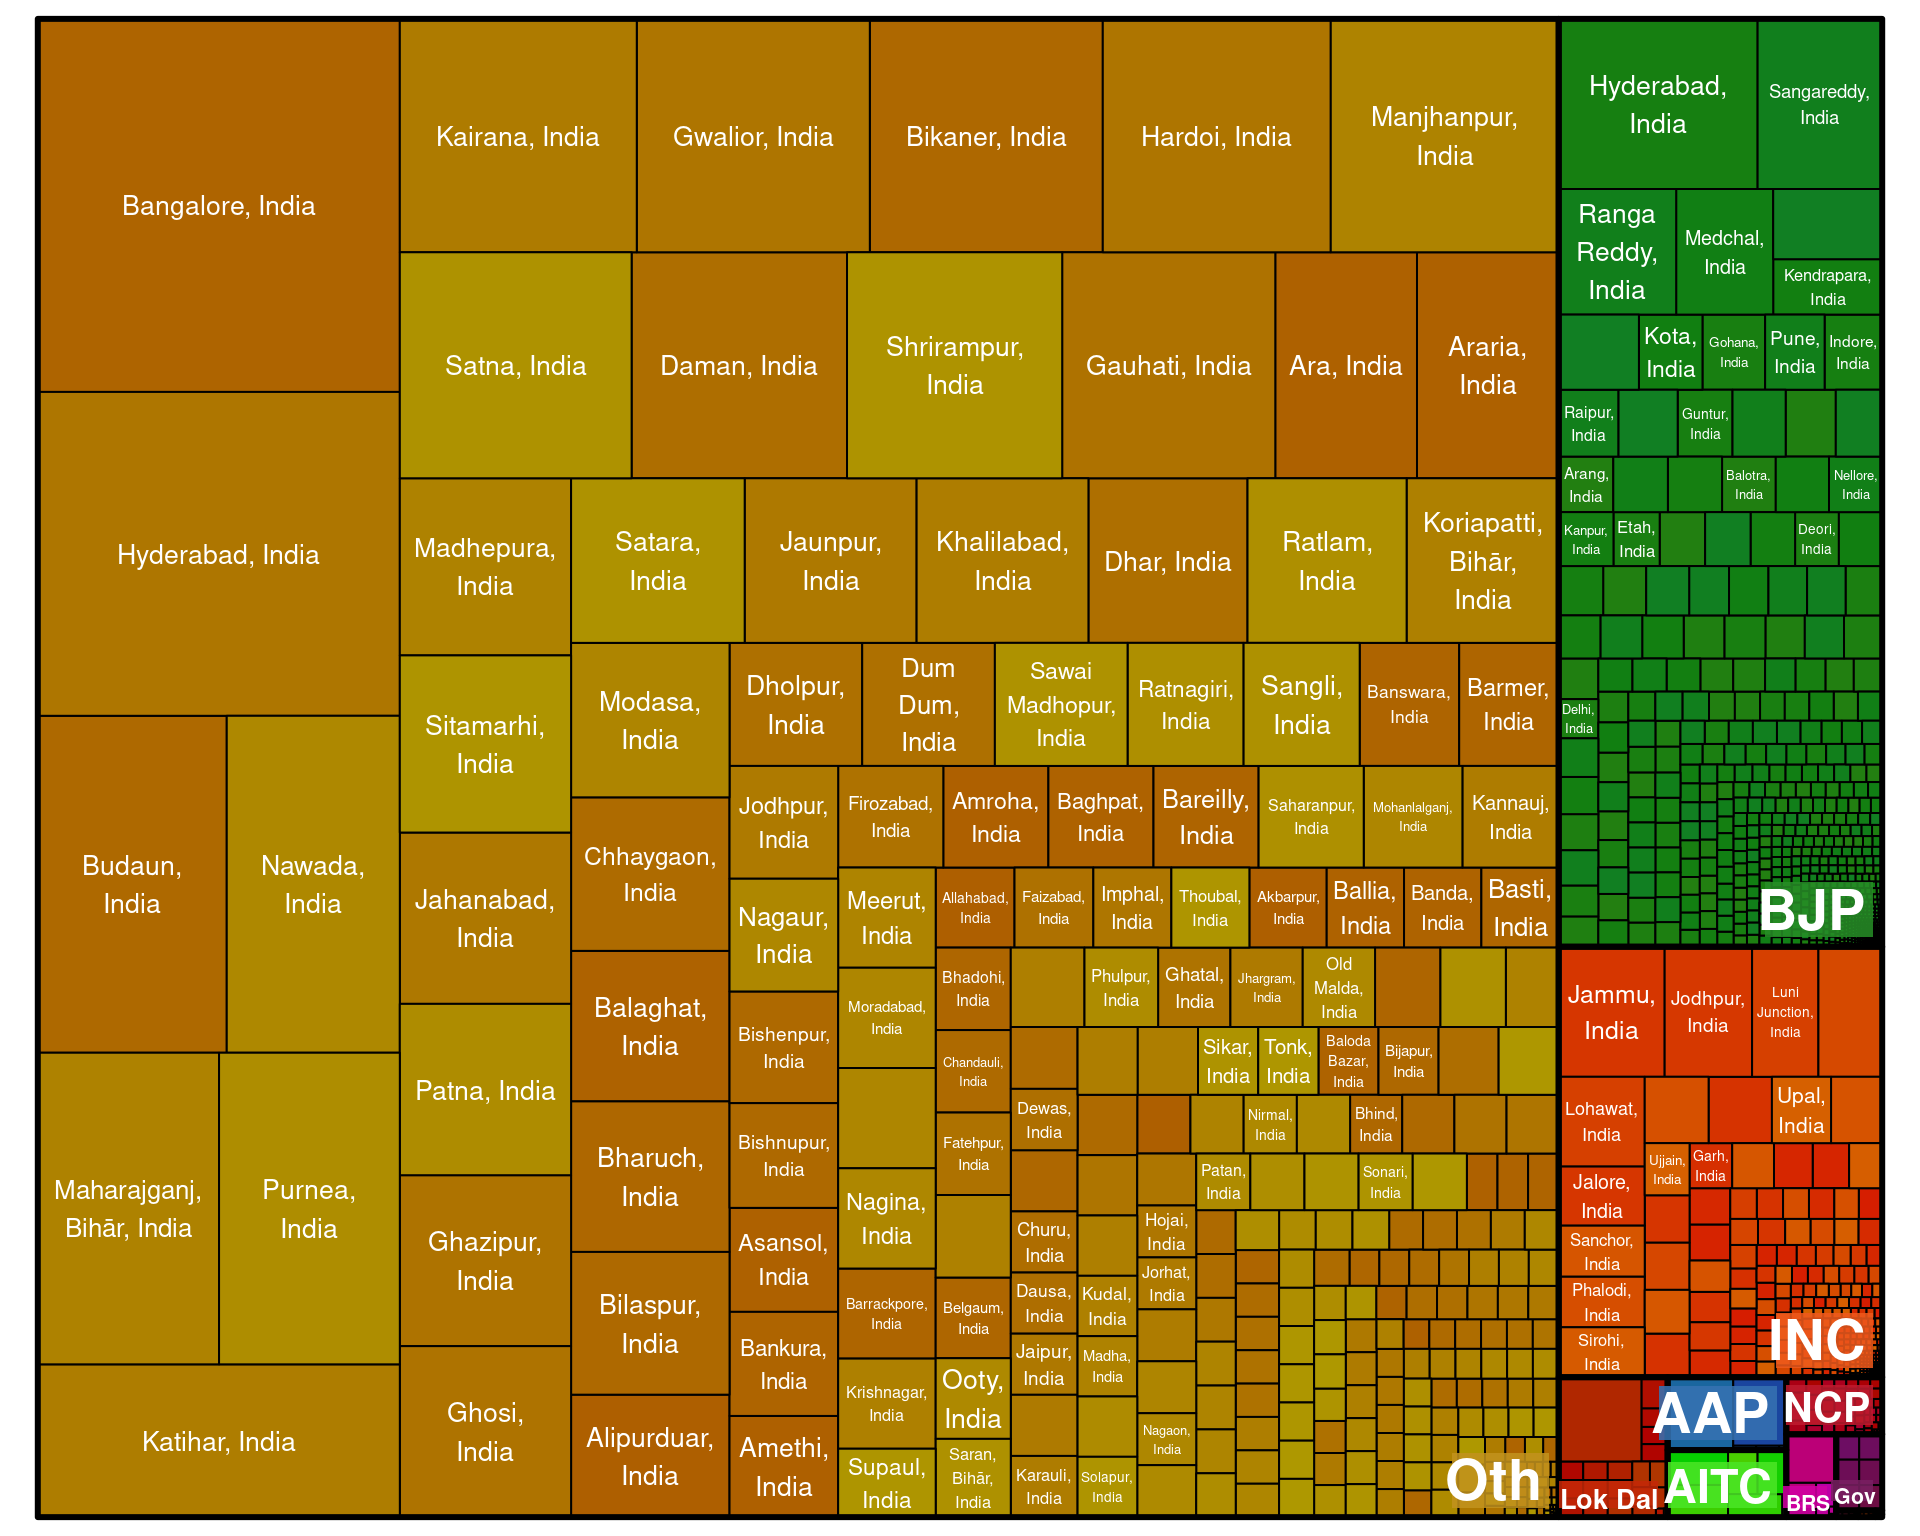 Bangalore, India
Kairana, India
Gwalior, India
Bikaner, India
Hardoi, India
Manjhanpur,
India
Hyderabad,
India
Sangareddy,
India
Ranga
Reddy,
India
Medchal,
India
Kendrapara,
India
Satna, India
Daman, India
Shrirampur,
India
Gauhati, India
Ara, India
Araria,
India
Kota,
India
Gohana,
India
Pune,
India
Indore,
India
Raipur,
India
Guntur,
India
Arang,
India
Balotra,
India
Nellore,
India
Kanpur,
India
Etah,
India
Deori,
India
Hyderabad, India
Madhepura,
India
Satara,
India
Jaunpur,
India
Khalilabad,
India
Dhar, India
Ratlam,
India
Koriapatti,
Bihār,
India
Sitamarhi,
India
Modasa,
India
Dholpur,
India
Dum
Dum,
India
Sawai
Madhopur,
India
Ratnagiri,
India
Sangli,
India
Banswara,
India
Barmer,
India
Delhi,
India
Jodhpur,
India
Firozabad,
India
Amroha,
India
Baghpat,
India
Bareilly,
India
Saharanpur,
India
Mohanlalganj,
India
Kannauj,
India
Budaun,
India
Nawada,
India
Jahanabad,
India
Chhaygaon,
India
Nagaur,
India
Meerut,
India
Allahabad,
India
Faizabad,
India
Imphal,
India
Thoubal,
India
Akbarpur,
India
Ballia,
India
Banda,
India
Basti,
India
BJP
Balaghat,
India
Bishenpur,
India
Moradabad,
India
Bhadohi,
India
Phulpur,
India
Ghatal,
India
Jhargram,
India
Old
Malda,
India
Jammu,
India
Jodhpur,
India
Luni
Junction,
India
Patna, India
Chandauli,
India
Sikar,
India
Tonk,
India
Baloda
Bazar,
India
Bijapur,
India
Lohawat,
India
Upal,
India
Maharajganj,
Bihār, India
Purnea,
India
Bharuch,
India
Bishnupur,
India
Nagina,
India
Fatehpur,
India
Dewas,
India
Nirmal,
India
Bhind,
India
Patan,
India
Sonari,
India
Ujjain,
India
Garh,
India
Jalore,
India
Ghazipur,
India
Asansol,
India
Churu,
India
Hojai,
India
Sanchor,
India
Bilaspur,
India
Bankura,
India
Barrackpore,
India
Belgaum,
India
Dausa,
India
Kudal,
India
Jorhat,
India
Phalodi,
India
Sirohi,
India
INC
Katihar, India
Ghosi,
India
Alipurduar,
India
Amethi,
India
Krishnagar,
India
Ooty,
India
Jaipur,
India
Madha,
India
Nagaon,
India
Supaul,
India
Saran,
Bihār,
India
Karauli,
India
Solapur,
India
Oth
AAP
NCP
Lok Dal
AITC
BRS
Gov